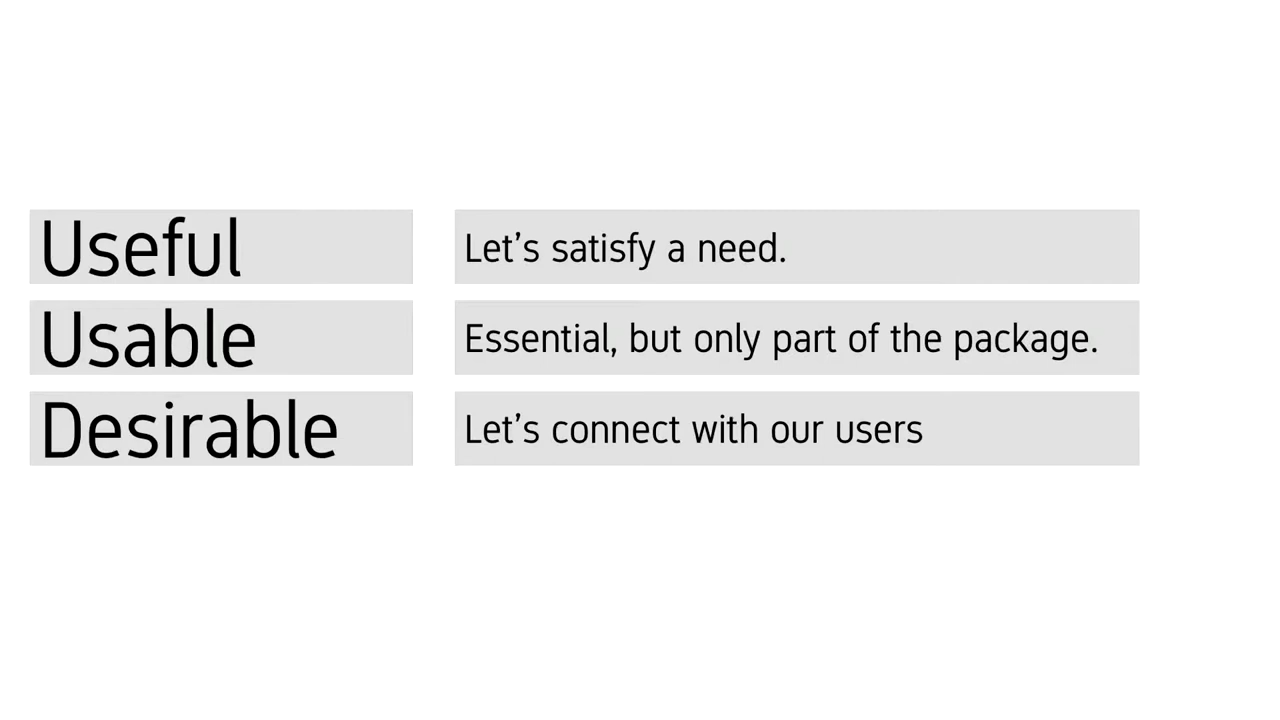 Useful
Let’s satisfy a need.
Usable
Essential, but only part of the package.
Desirable
Let’s connect with our users